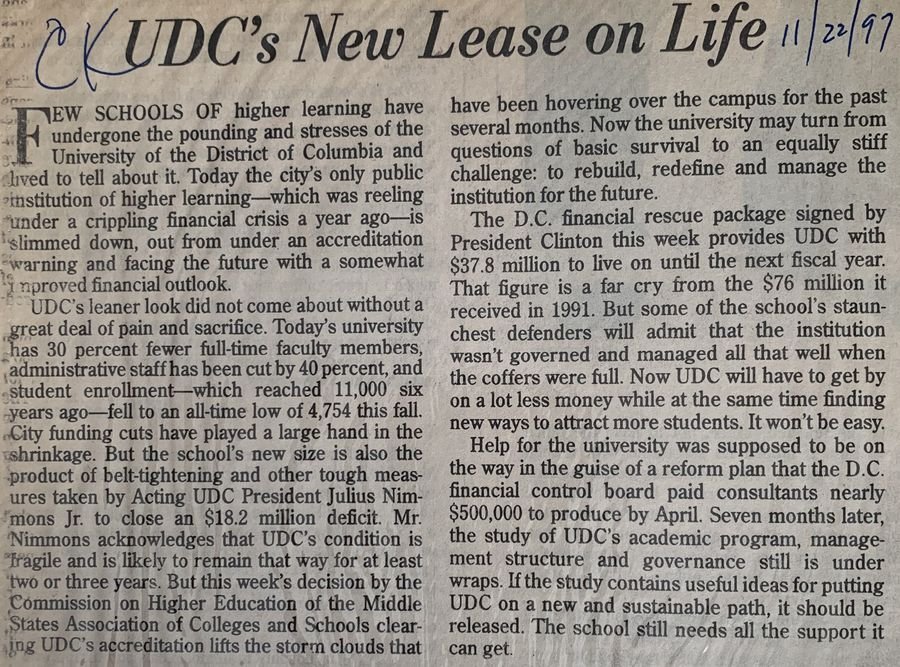 CK UDC's New Lease on Life 11/22/97
FEW SCHOOLS OF higher learning have
undergone the pounding and stresses of the
University of the District of Columbia and
lived to tell about it. Today the city's only public
institution of higher learning—which was reeling
under a crippling financial crisis a year ago—is
slimmed down, out from under an accreditation
warning and facing the future with a somewhat
improved financial outlook.
UDC's leaner look did not come about without a
great deal of pain and sacrifice. Today's university
has 30 percent fewer full-time faculty members,
administrative staff has been cut by 40 percent, and
student enrollment—which reached 11,000 six
years ago—fell to an all-time low of 4,754 this fall.
City funding cuts have played a large hand in the
shrinkage. But the school's new size is also the
product of belt-tightening and other tough meas-
ures taken by Acting UDC President Julius Nim-
mons Jr. to close an $18.2 million deficit. Mr.
Nimmons acknowledges that UDC's condition is
fragile and is likely to remain that way for at least
two or three years. But this week's decision by the
Commission on Higher Education of the Middle
States Association of Colleges and Schools clear-
ing UDC's accreditation lifts the storm clouds that
have been hovering over the campus for the past
several months. Now the university may turn from
questions of basic survival to an equally stiff
challenge: to rebuild, redefine and manage the
institution for the future.
The D.C. financial rescue package signed by
President Clinton this week provides UDC with
$37.8 million to live on until the next fiscal year.
That figure is a far cry from the $76 million it
received in 1991. But some of the school's staun-
chest defenders will admit that the institution
wasn't governed and managed all that well when
the coffers were full. Now UDC will have to get by
on a lot less money while at the same time finding
new ways to attract more students. It won't be easy.
Help for the university was supposed to be on
the way in the guise of a reform plan that the D.C.
financial control board paid consultants nearly
$500,000 to produce by April. Seven months later,
the study of UDC's academic program, manage-
ment structure and governance still is under
wraps. If the study contains useful ideas for putting
UDC on a new and sustainable path, it should be
released. The school still needs all the support it
can get.